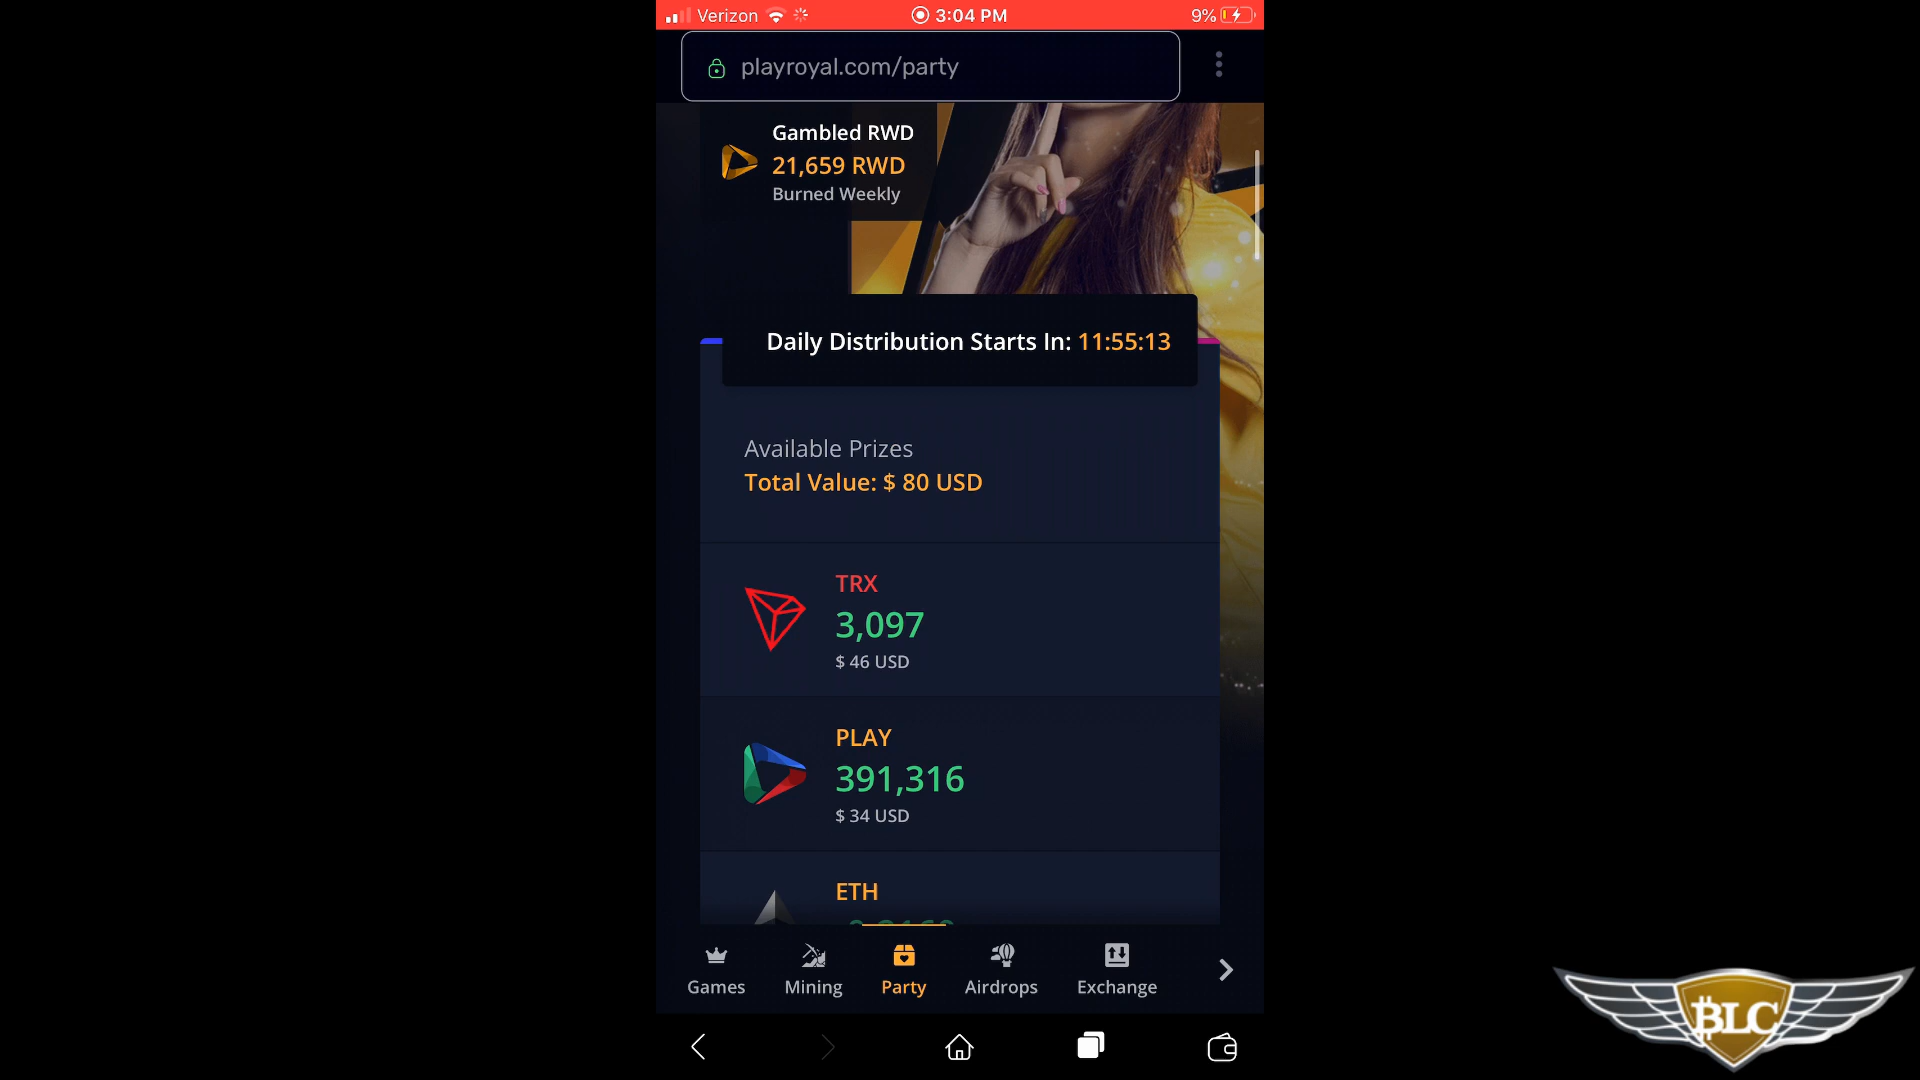 Verizon 3:04 PM 9%
playroyal.com/party
Gambled RWD
21,659 RWD
Burned Weekly
Daily Distribution Starts In: 11:55:13
Available Prizes
Total Value: $ 80 USD
TRX
3,097
$ 46 USD
PLAY
391,316
$ 34 USD
ETH
Games Mining Party Airdrops Exchange
BLC